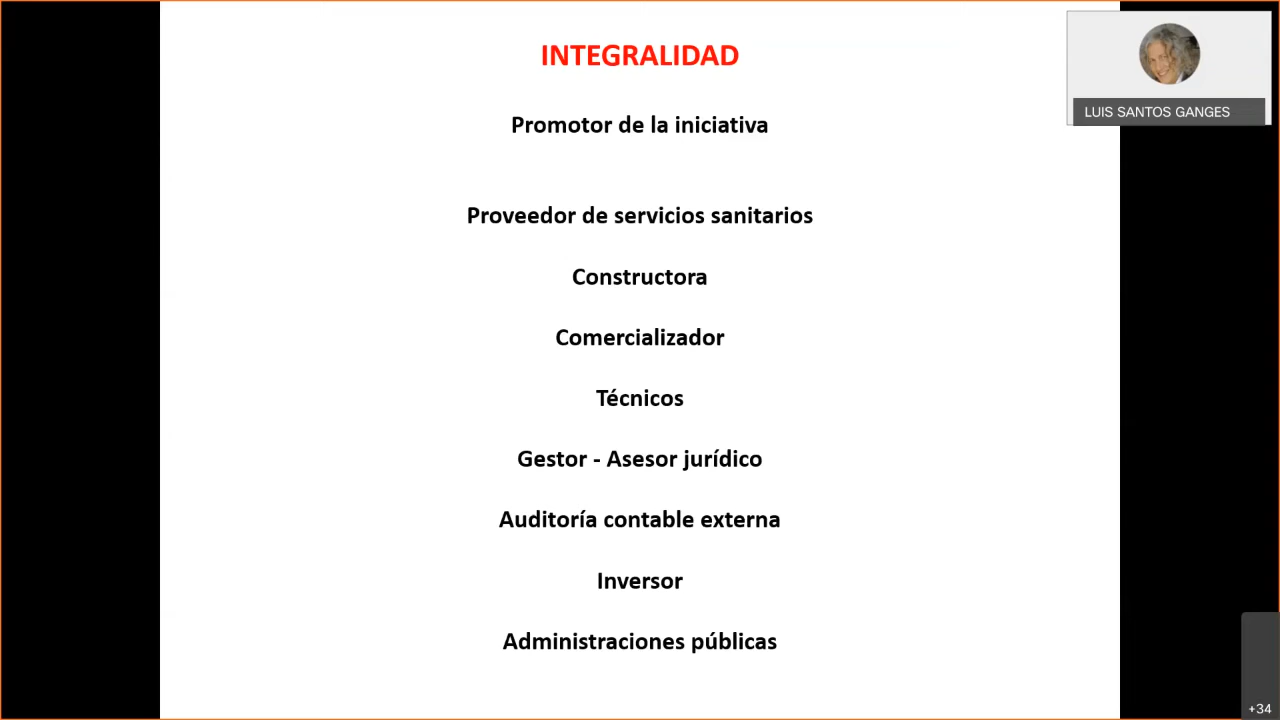 INTEGRALIDAD
LUIS SANTOS GANGES
Promotor de la iniciativa
Proveedor de servicios sanitarios
Constructora
Comercializador
Técnicos
Gestor - Asesor jurídico
Auditoría contable externa
Inversor
Administraciones públicas
+34